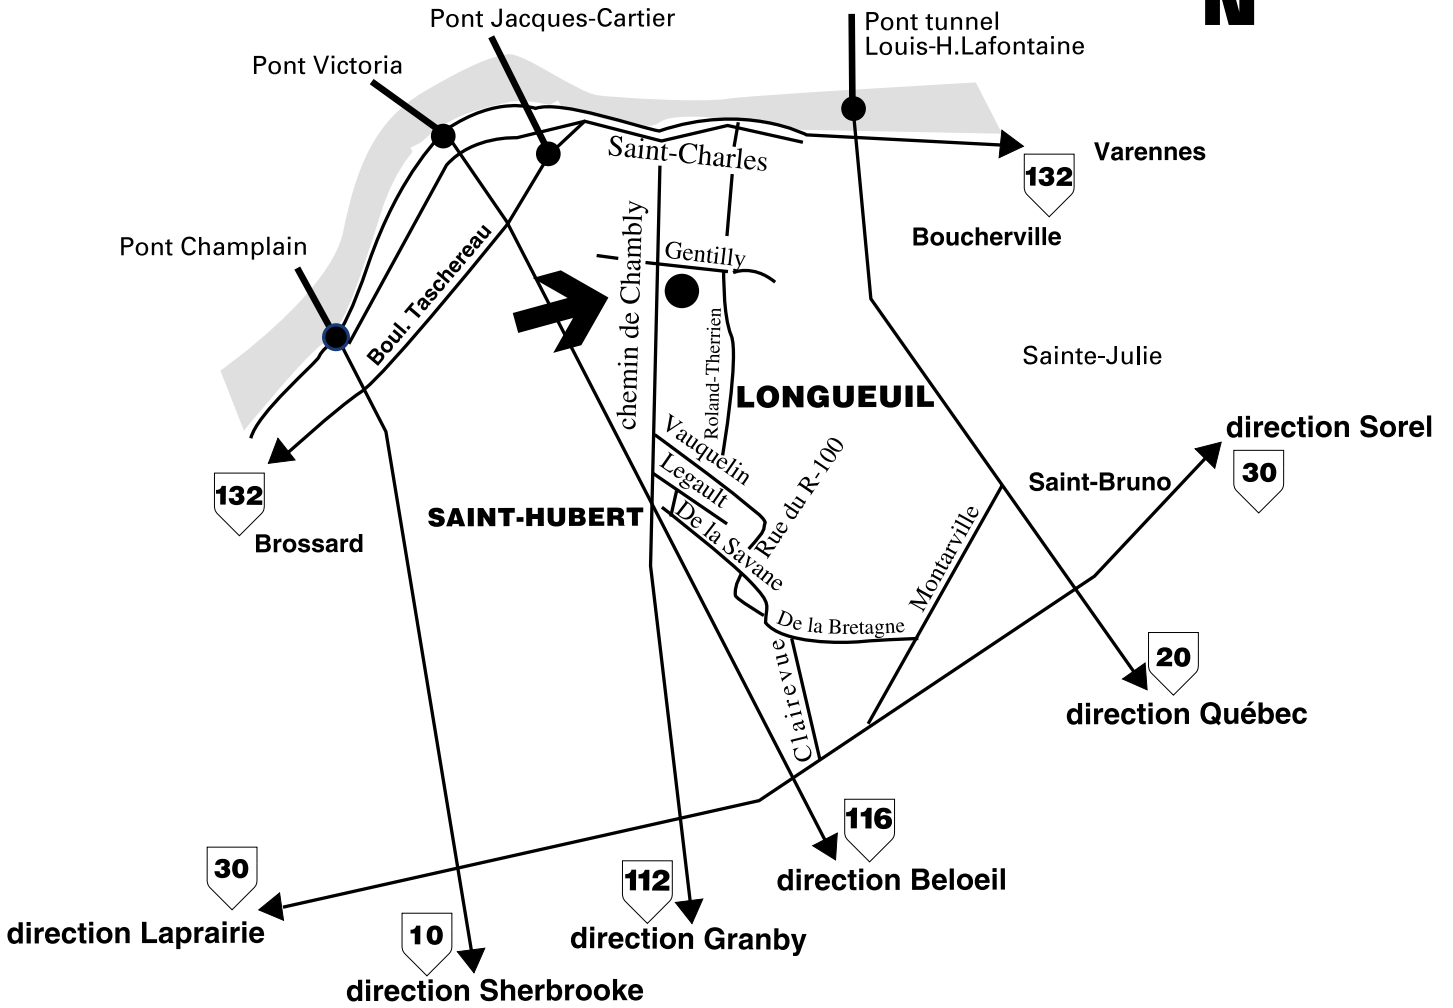 N
Pont Jacques-Cartier
Pont tunnel
Louis-H.Lafontaine
Pont Victoria
Saint-Charles
Varennes
132
Boucherville
Pont Champlain
Gentilly
chemin de Chambly
Boul. Taschereau
Roland-Therrien
Sainte-Julie
LONGUEUIL
direction Sorel
30
Vauquelin
Legault
De la Savane
Rue du R-100
Saint-Bruno
132
Brossard
SAINT-HUBERT
Montarville
De la Bretagne
Clairevue
20
direction Québec
116
direction Beloeil
30
direction Laprairie
112
direction Granby
10
direction Sherbrooke